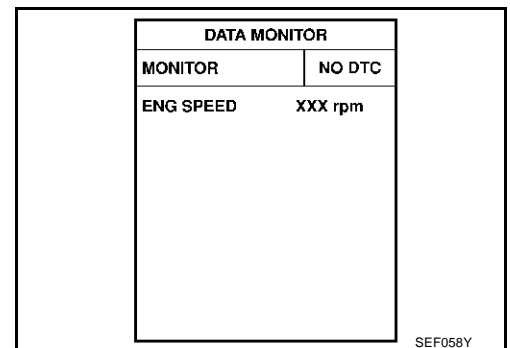 DATA MONITOR
MONITOR NO DTC
ENG SPEED XXX rpm
SEF058Y